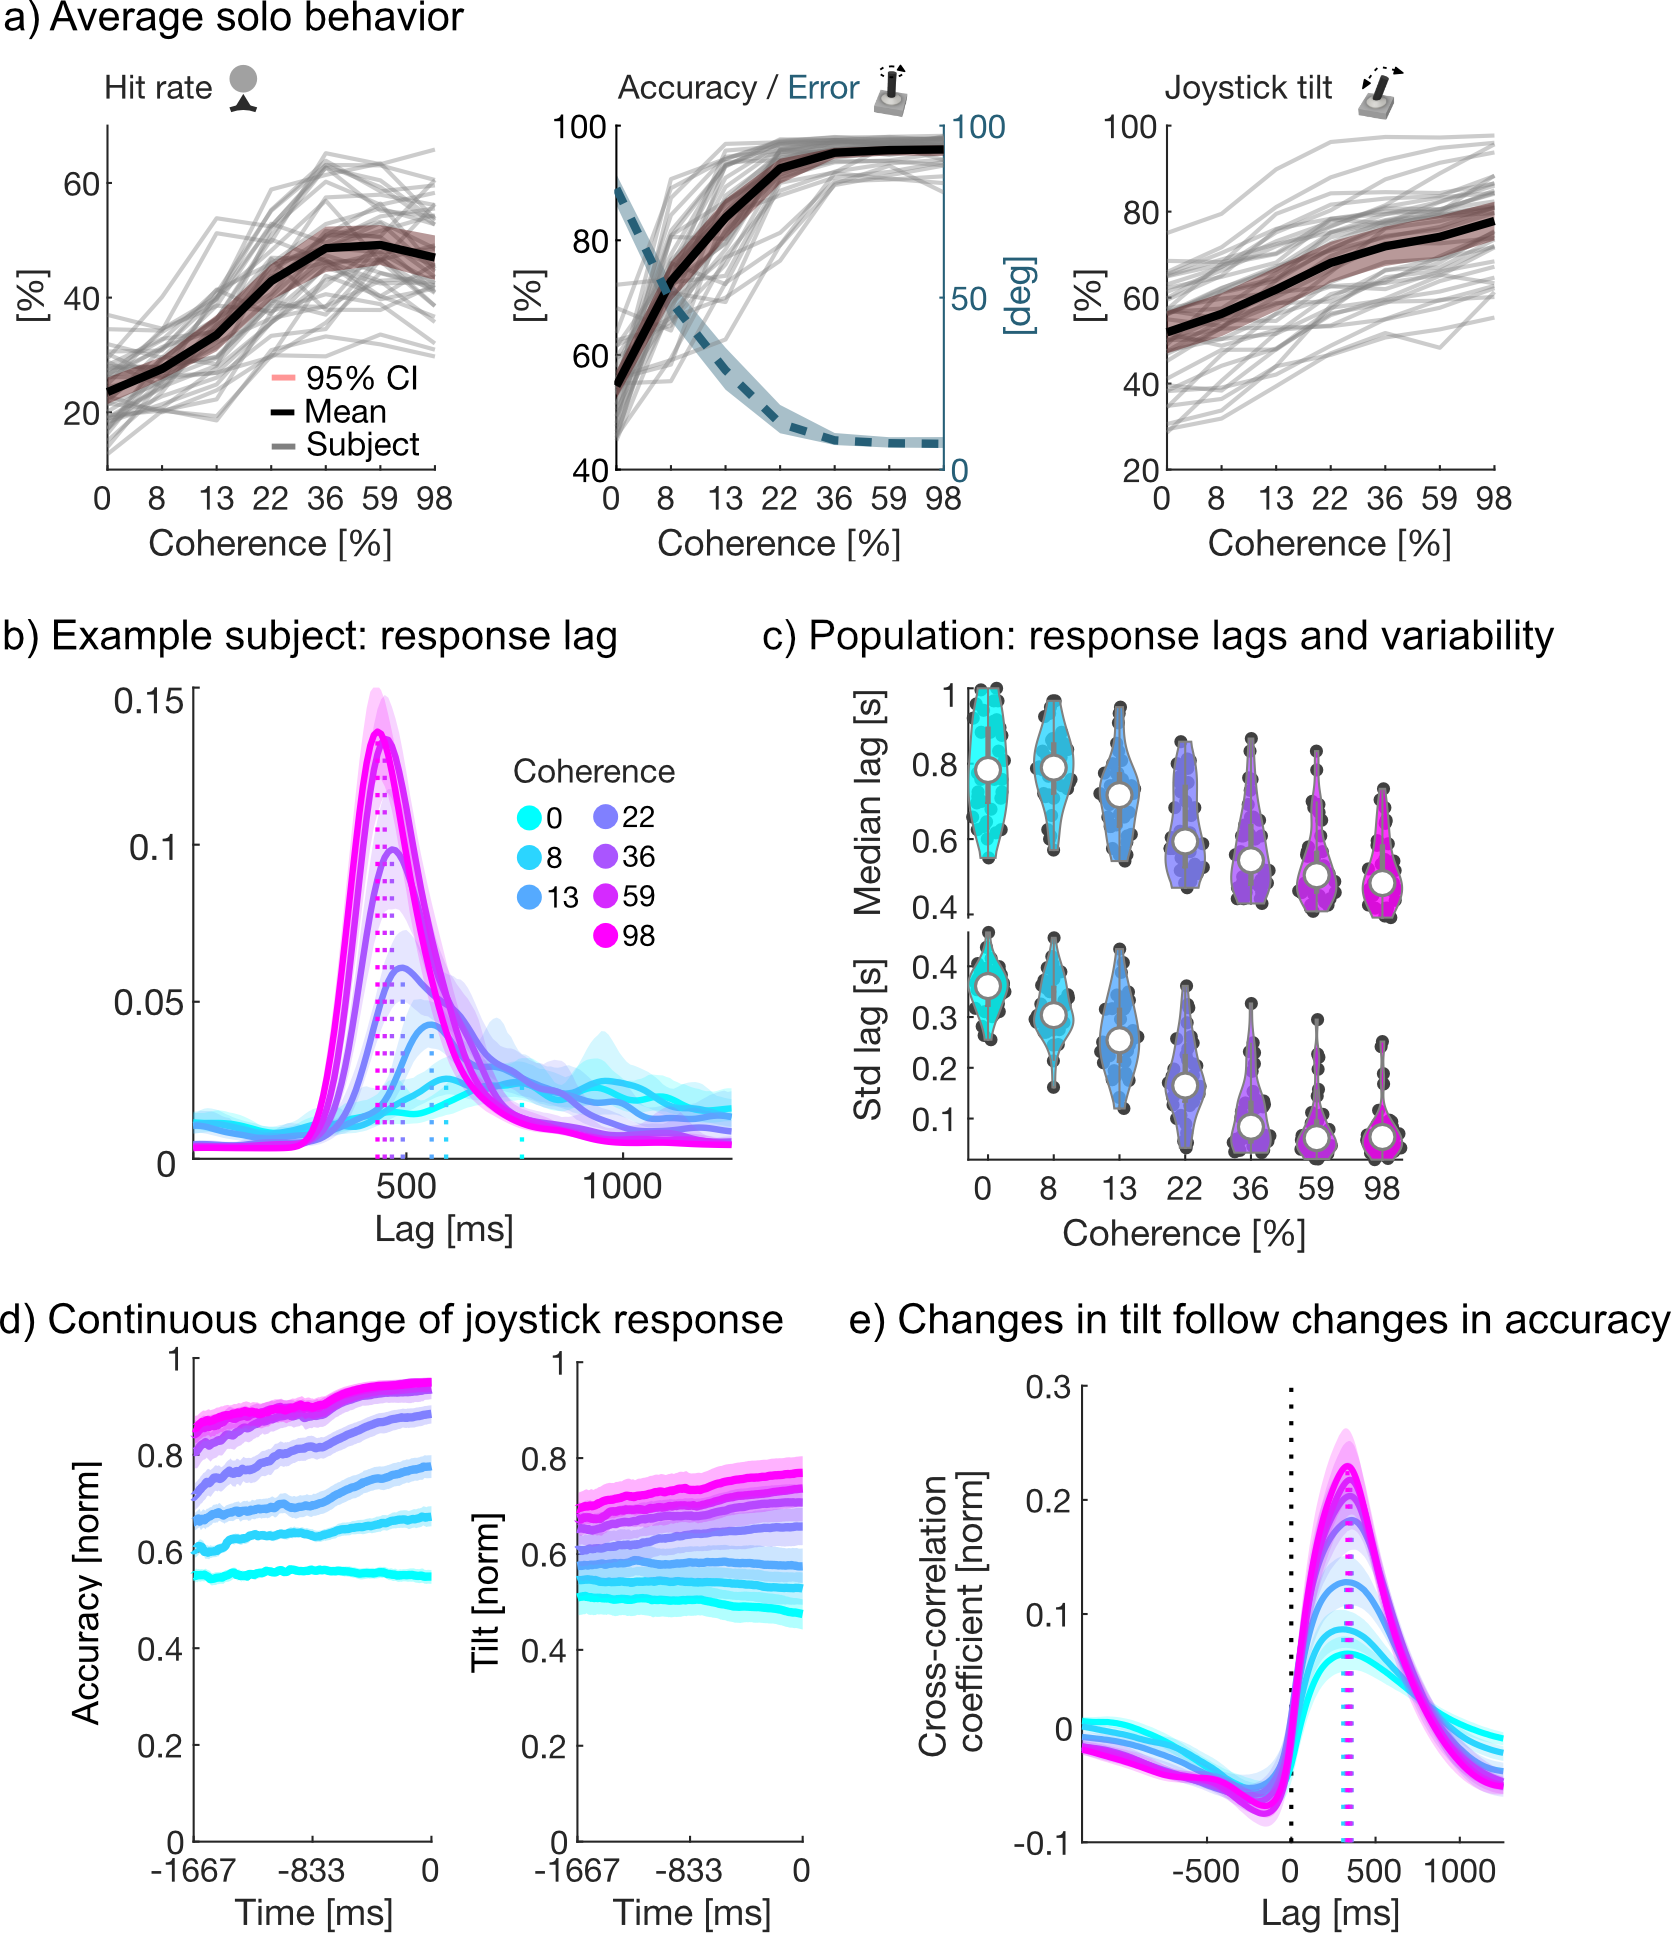 a) Average solo behavior
Hit rate
[%]
60
40
20
95% CI
Mean
Subject
0 8 13 22 36 59 98
Coherence [%]
Accuracy / Error
[%]
100
80
60
40
100
50
0
[deg]
0 8 13 22 36 59 98
Coherence [%]
Joystick tilt
[%]
100
80
60
40
20
0 8 13 22 36 59 98
Coherence [%]
b) Example subject: response lag
0.15
0.1
0.05
0
500 1000
Lag [ms]
Coherence
0 22
8 36
13 59
98
c) Population: response lags and variability
Median lag [s]
1
0.8
0.6
0.4
Std lag [s]
0.4
0.3
0.2
0.1
0 8 13 22 36 59 98
Coherence [%]
d) Continuous change of joystick response
Accuracy [norm]
1
0.8
0.6
0.4
0.2
0
-1667 -833 0
Time [ms]
Tilt [norm]
1
0.8
0.6
0.4
0.2
0
-1667 -833 0
Time [ms]
e) Changes in tilt follow changes in accuracy
Cross-correlation
coefficient [norm]
0.3
0.2
0.1
0
-0.1
-500 0 500 1000
Lag [ms]